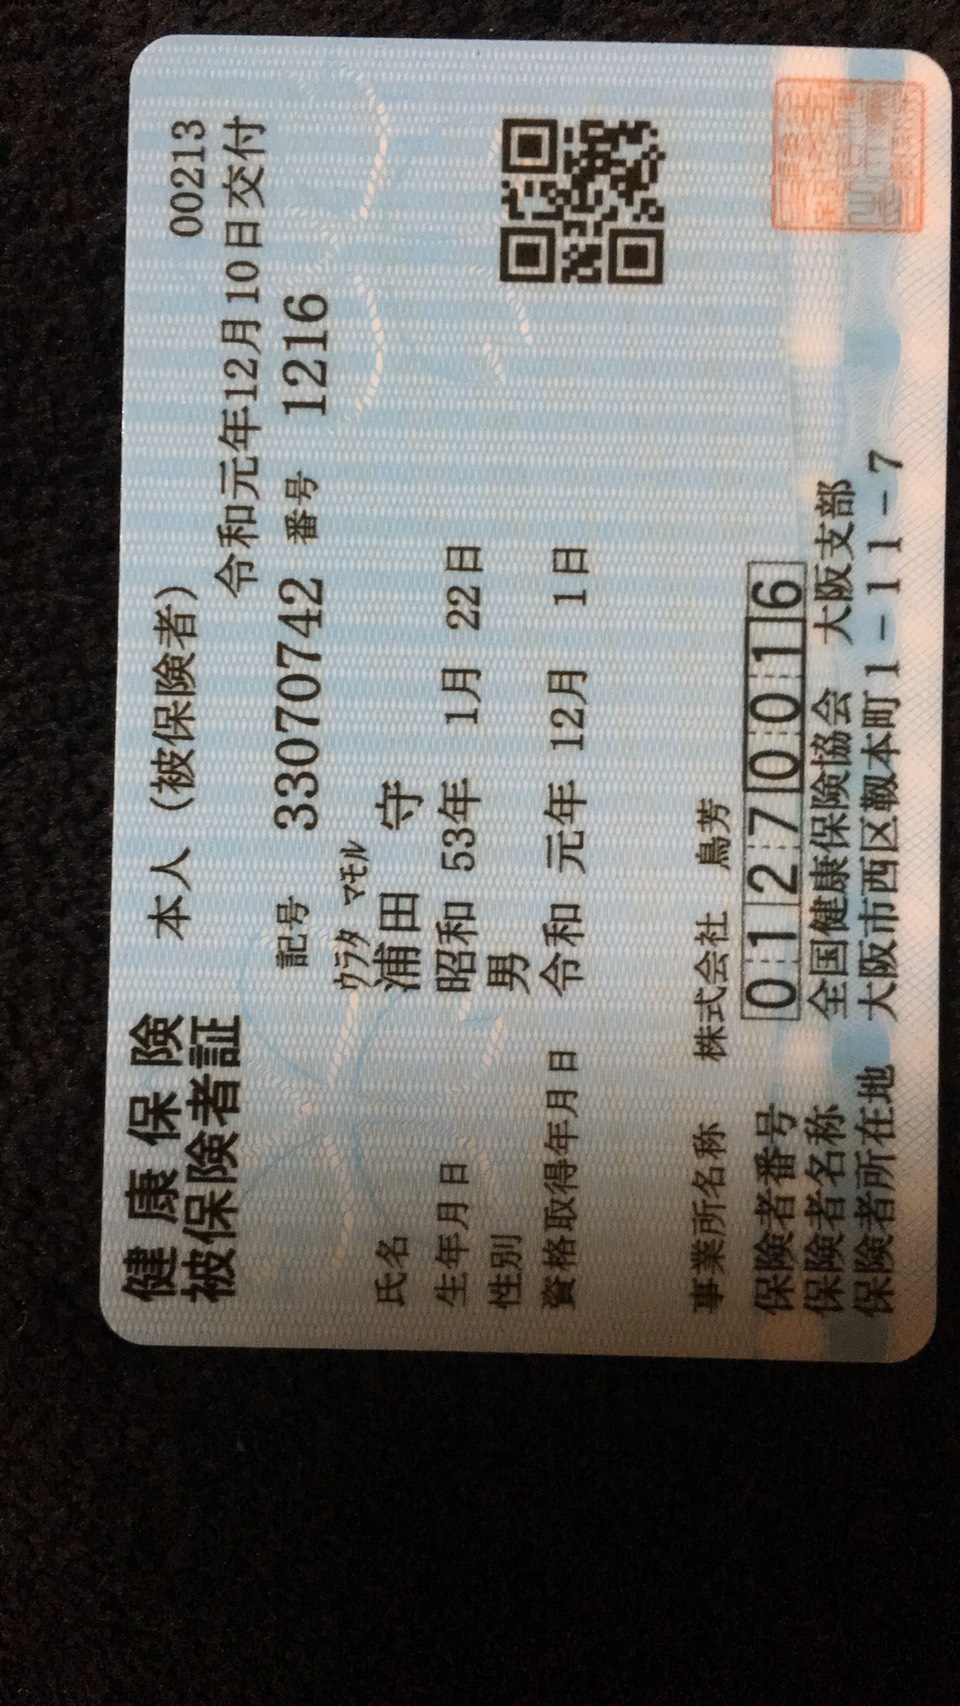 健康保険
被保険者証
本人（被保険者） 00213
令和元年12月10日交付
記号 33070742 番号 1216
ｳﾗﾀ ﾏﾓﾙ
氏名 浦田 守
生年月日 昭和 53年 1月 22日
性別 男
資格取得年月日 令和 元年 12月 1日
事業所名称 株式会社 鳥芳
保険者番号 01270016
保険者名称 全国健康保険協会 大阪支部
保険者所在地 大阪市西区靱本町1-11-7